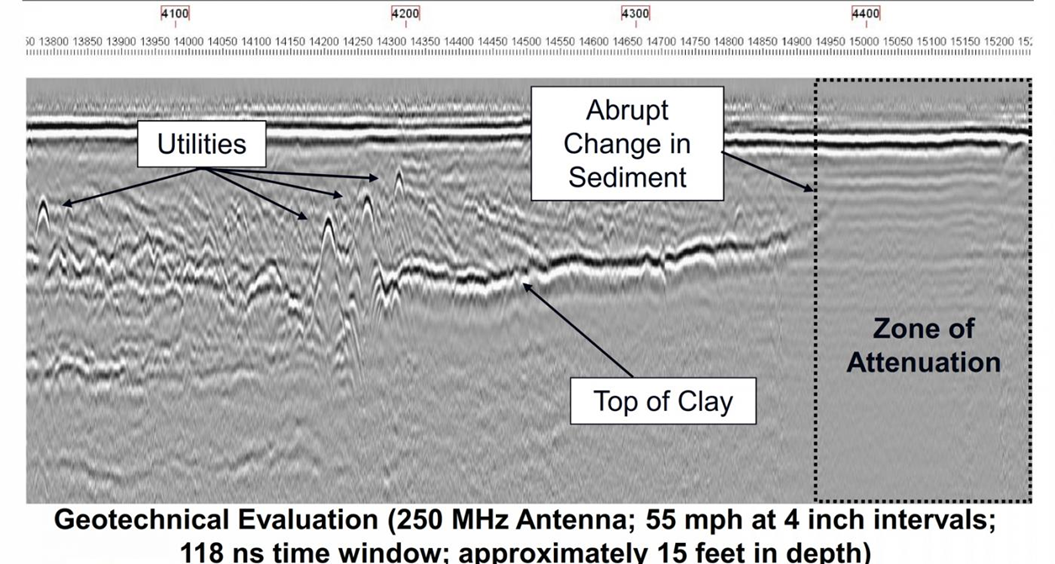 4100 4200 4300 4400
50 13800 13850 13900 13950 14000 14050 14100 14150 14200 14250 14300 14350 14400 14450 14500 14550 14600 14650 14700 14750 14800 14850 14900 14950 15000 15050 15100 15150 15200 152
Utilities
Abrupt
Change in
Sediment
Zone of
Attenuation
Top of Clay
Geotechnical Evaluation (250 MHz Antenna; 55 mph at 4 inch intervals;
118 ns time window; approximately 15 feet in depth)